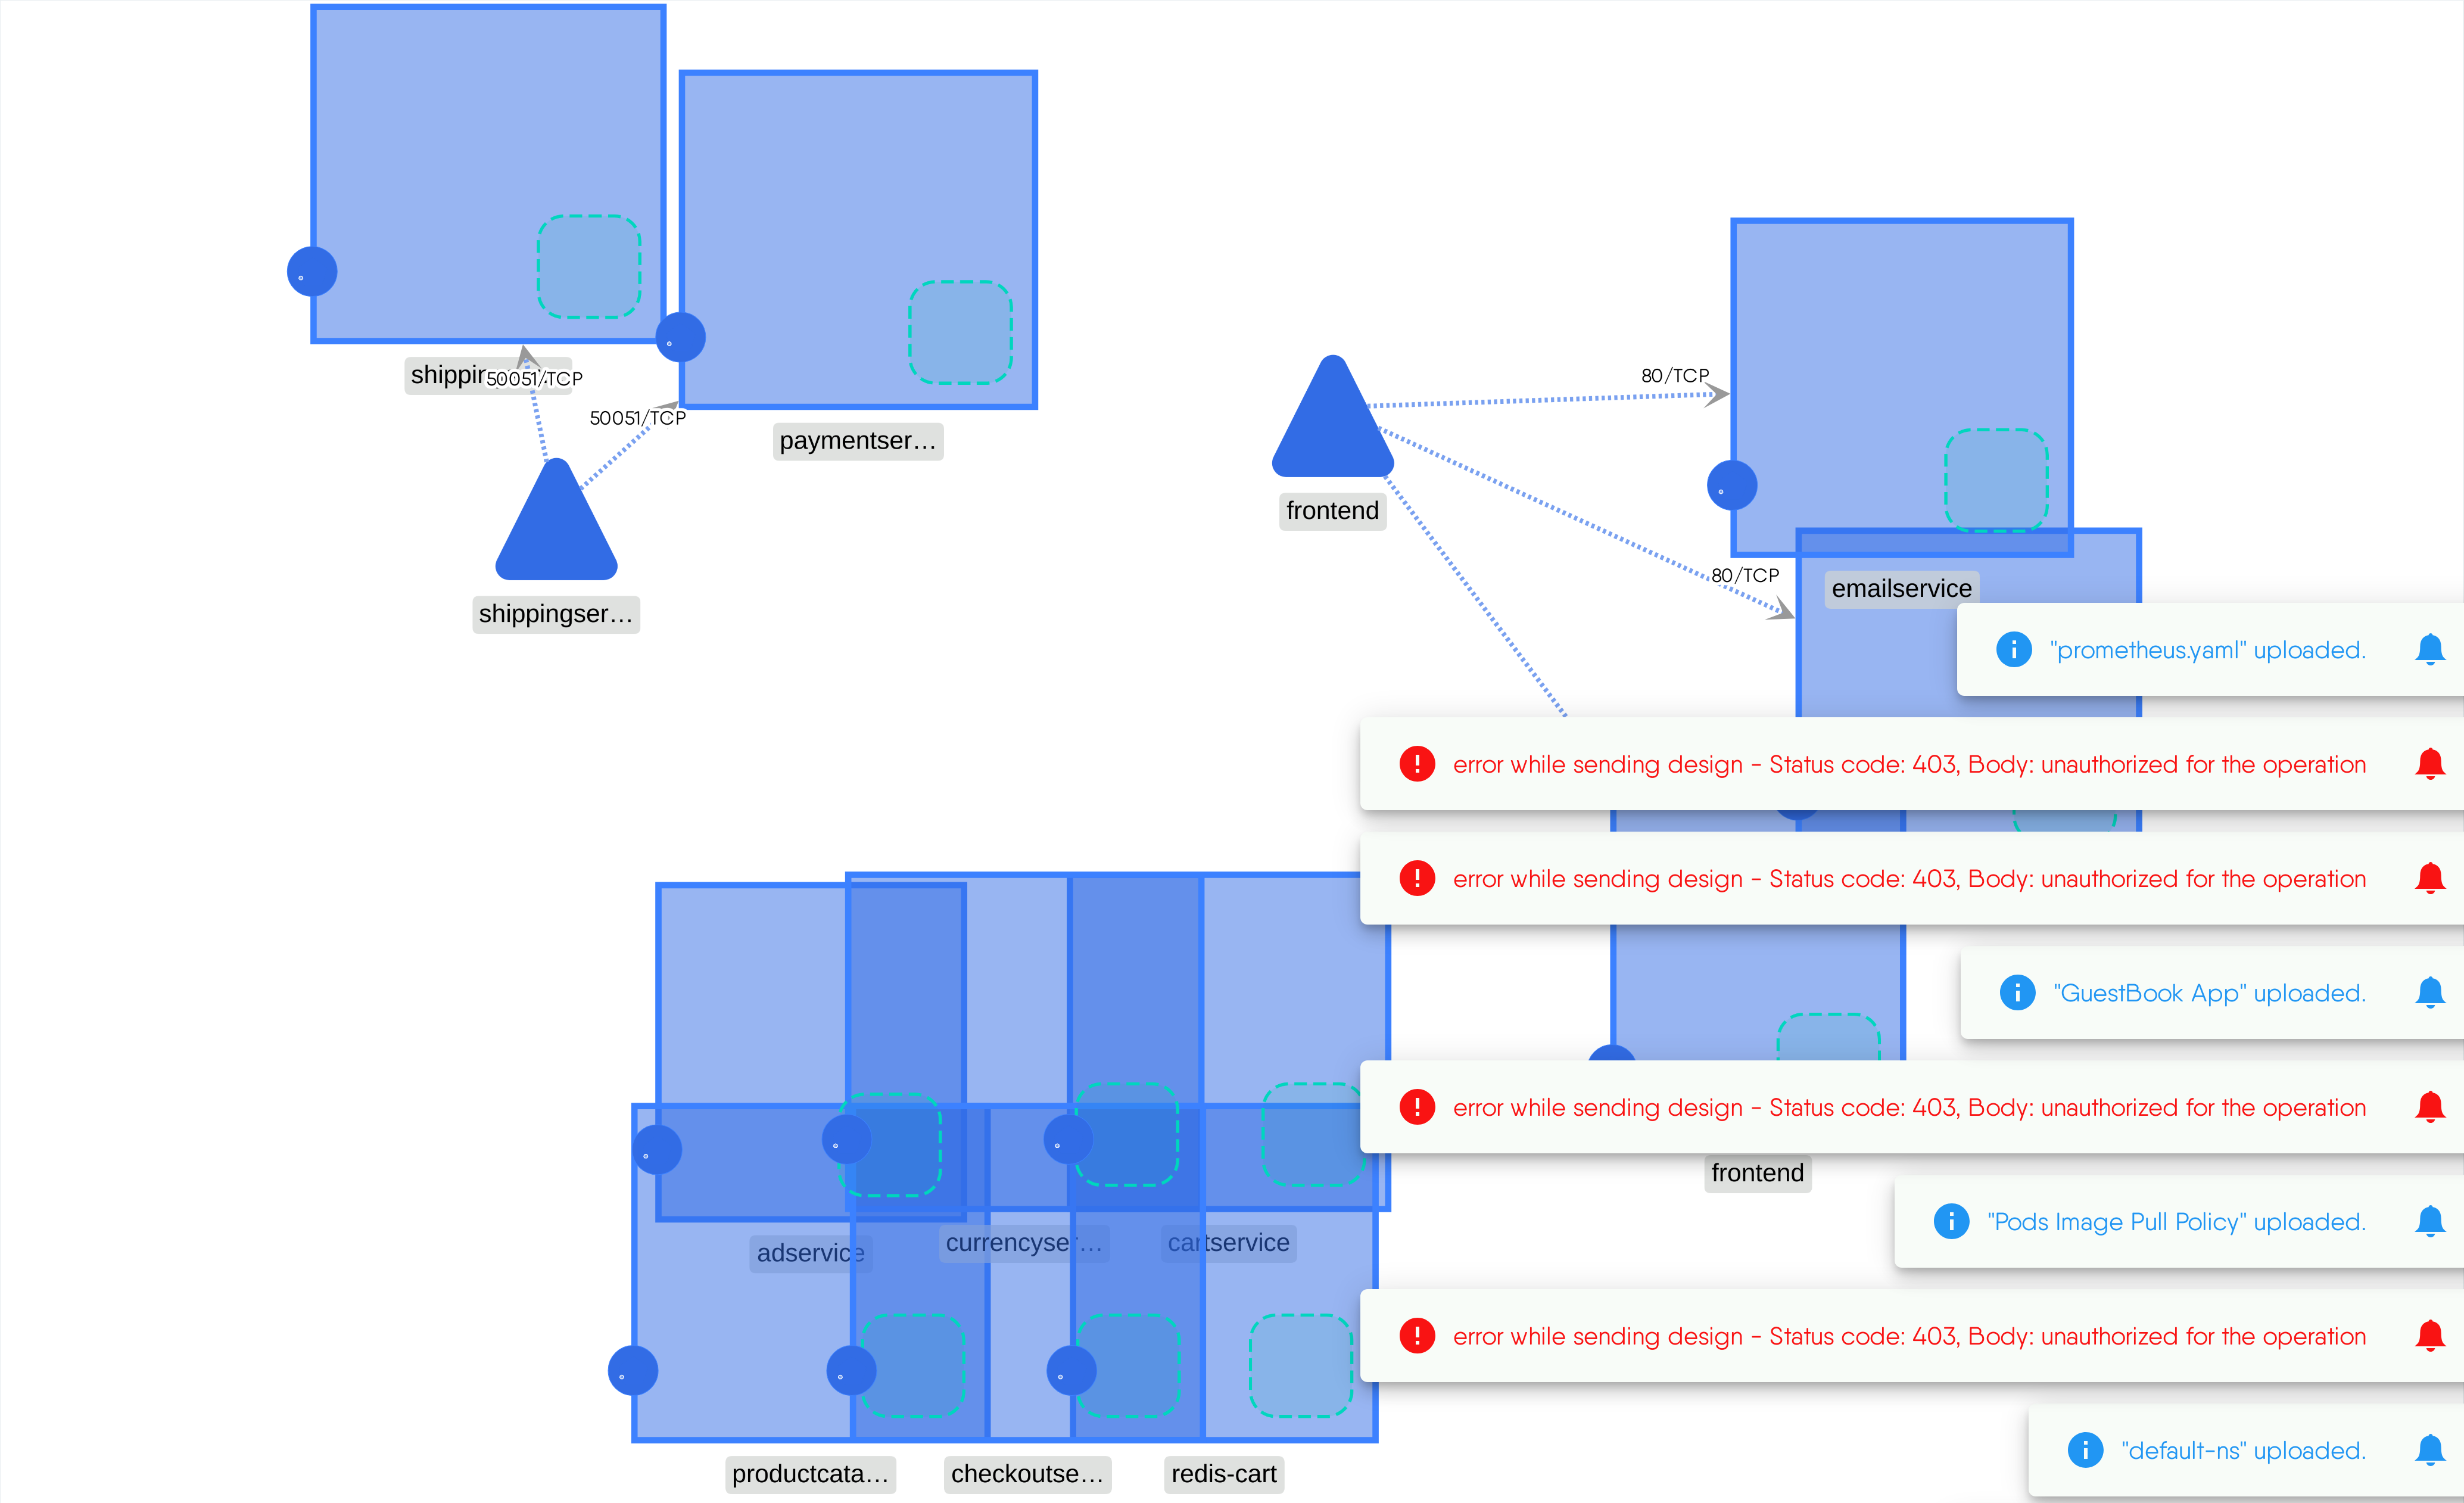 shippin
50051/TCP
50051/TCP
paymentser…
shippingser…
80/TCP
frontend
80/TCP
emailservice
"prometheus.yaml" uploaded.
error while sending design - Status code: 403, Body: unauthorized for the operation
error while sending design - Status code: 403, Body: unauthorized for the operation
"GuestBook App" uploaded.
error while sending design - Status code: 403, Body: unauthorized for the operation
frontend
"Pods Image Pull Policy" uploaded.
adservice
currencyser…
cartservice
error while sending design - Status code: 403, Body: unauthorized for the operation
"default-ns" uploaded.
productcata…
checkoutse…
redis-cart